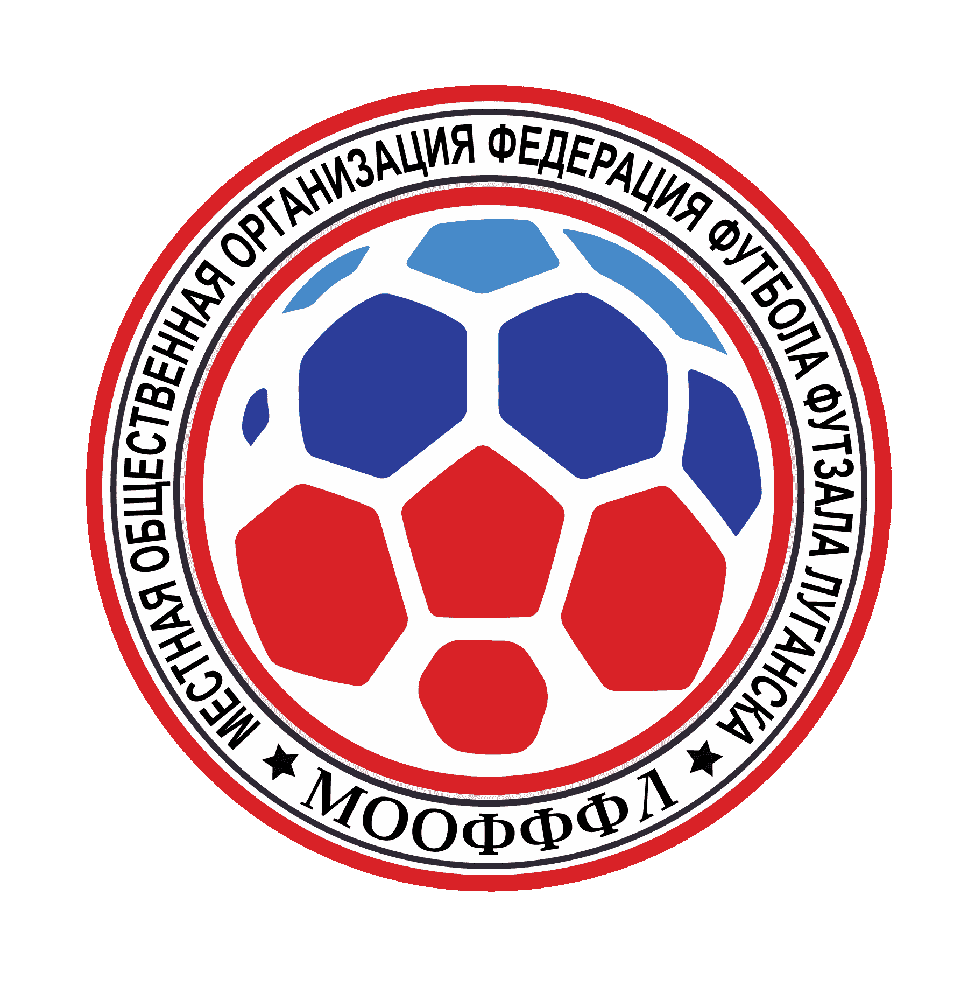 МЕСТНАЯ ОБЩЕСТВЕННАЯ ОРГАНИЗАЦИЯ ФЕДЕРАЦИЯ ФУТБОЛА ФУТЗАЛА ЛУГАНСКА
МООФФФЛ